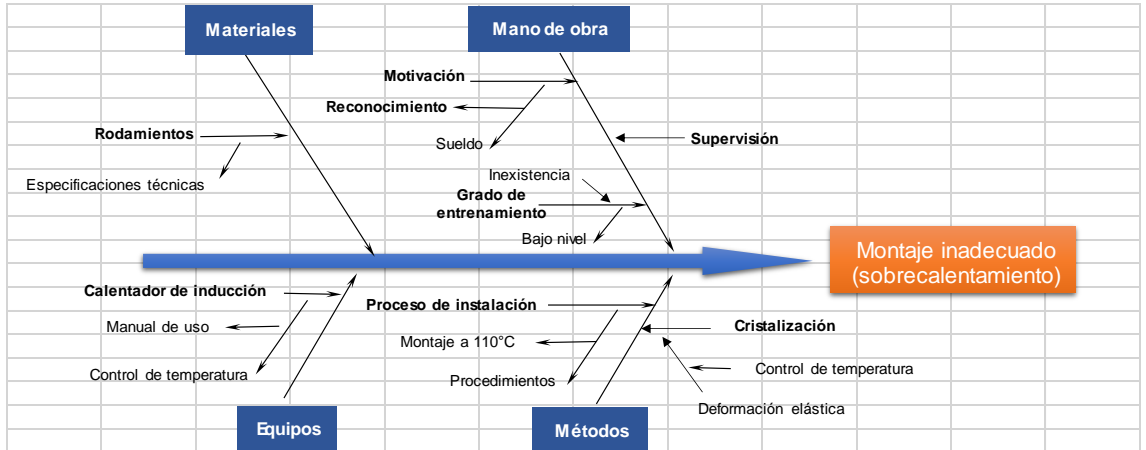 Materiales
Mano de obra
Motivación
Reconocimiento
Sueldo
Rodamientos
Especificaciones técnicas
Supervisión
Inexistencia
Grado de
entrenamiento
Bajo nivel
Montaje inadecuado
(sobrecalentamiento)
Calentador de inducción
Manual de uso
Control de temperatura
Proceso de instalación
Montaje a 110°C
Procedimientos
Cristalización
Control de temperatura
Deformación elástica
Equipos
Métodos